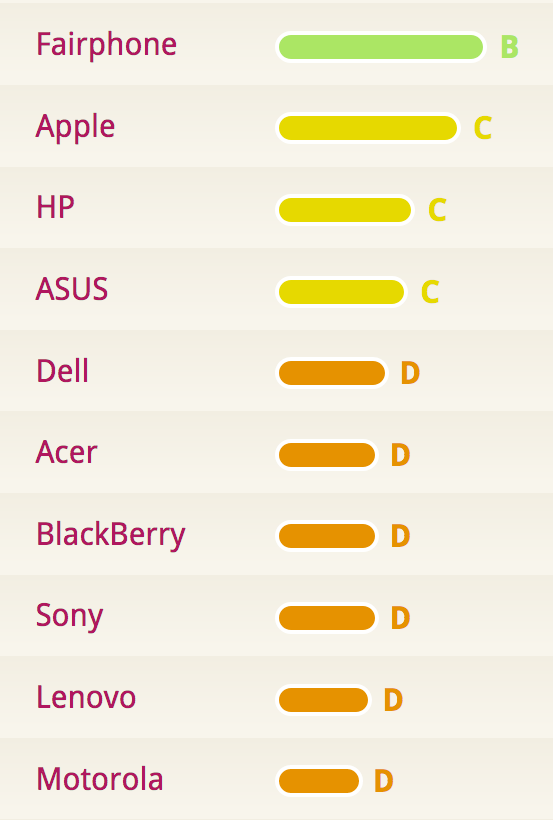 Fairphone B
Apple C
HP C
ASUS C
Dell D
Acer D
BlackBerry D
Sony D
Lenovo D
Motorola D